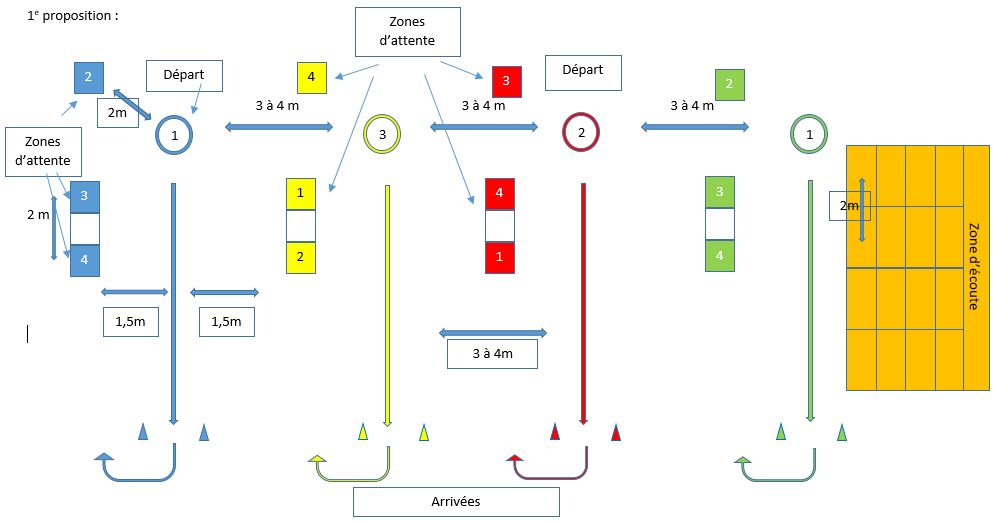 1e proposition :
Zones
d'attente
2
Départ
4
3
Départ
2
2m
3 à 4 m
3 à 4 m
3 à 4 m
1
3
2
1
Zones
d'attente
3
1
4
3
2m
2 m
4
2
1
4
Zone d'écoute
1,5m
1,5m
3 à 4m
Arrivées